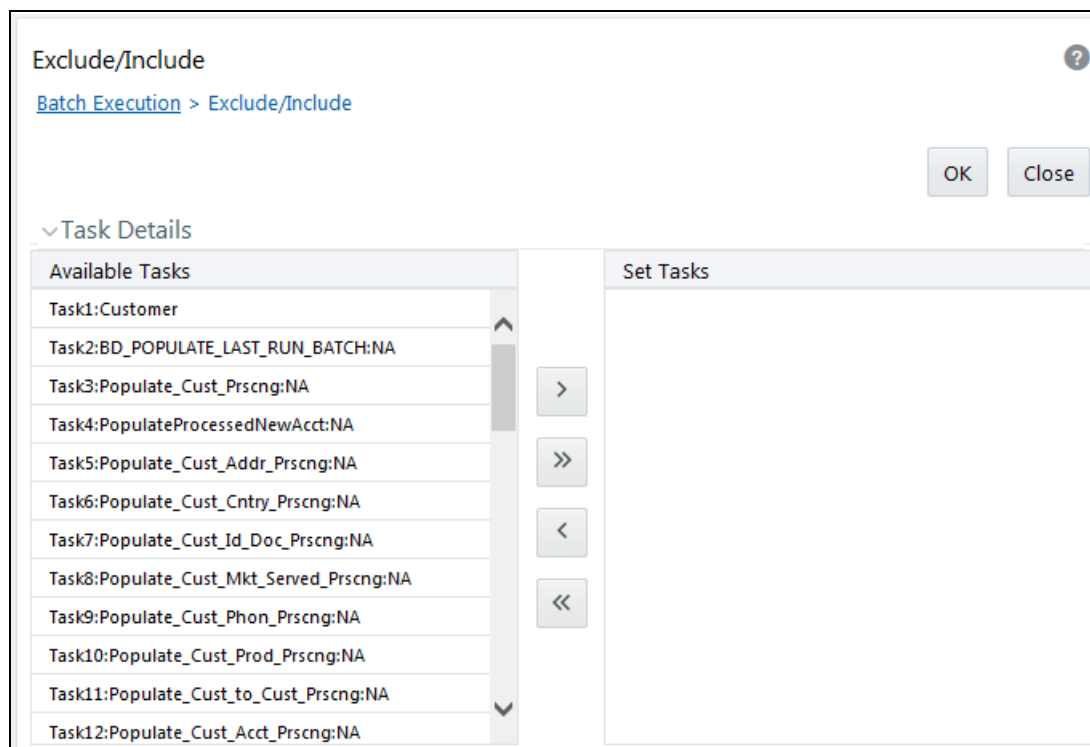 Exclude/Include
?
Batch Execution > Exclude/Include
OK Close
Task Details
Available Tasks
Set Tasks
Task1:Customer
Task2:BD_POPULATE_LAST_RUN_BATCH:NA
Task3:Populate_Cust_Prscng:NA
Task4:PopulateProcessedNewAcct:NA
Task5:Populate_Cust_Addr_Prscng:NA
Task6:Populate_Cust_Cntry_Prscng:NA
Task7:Populate_Cust_Id_Doc_Prscng:NA
Task8:Populate_Cust_Mkt_Served_Prscng:NA
Task9:Populate_Cust_Phon_Prscng:NA
Task10:Populate_Cust_Prod_Prscng:NA
Task11:Populate_Cust_to_Cust_Prscng:NA
Task12:Populate_Cust_Acct_Prscng:NA